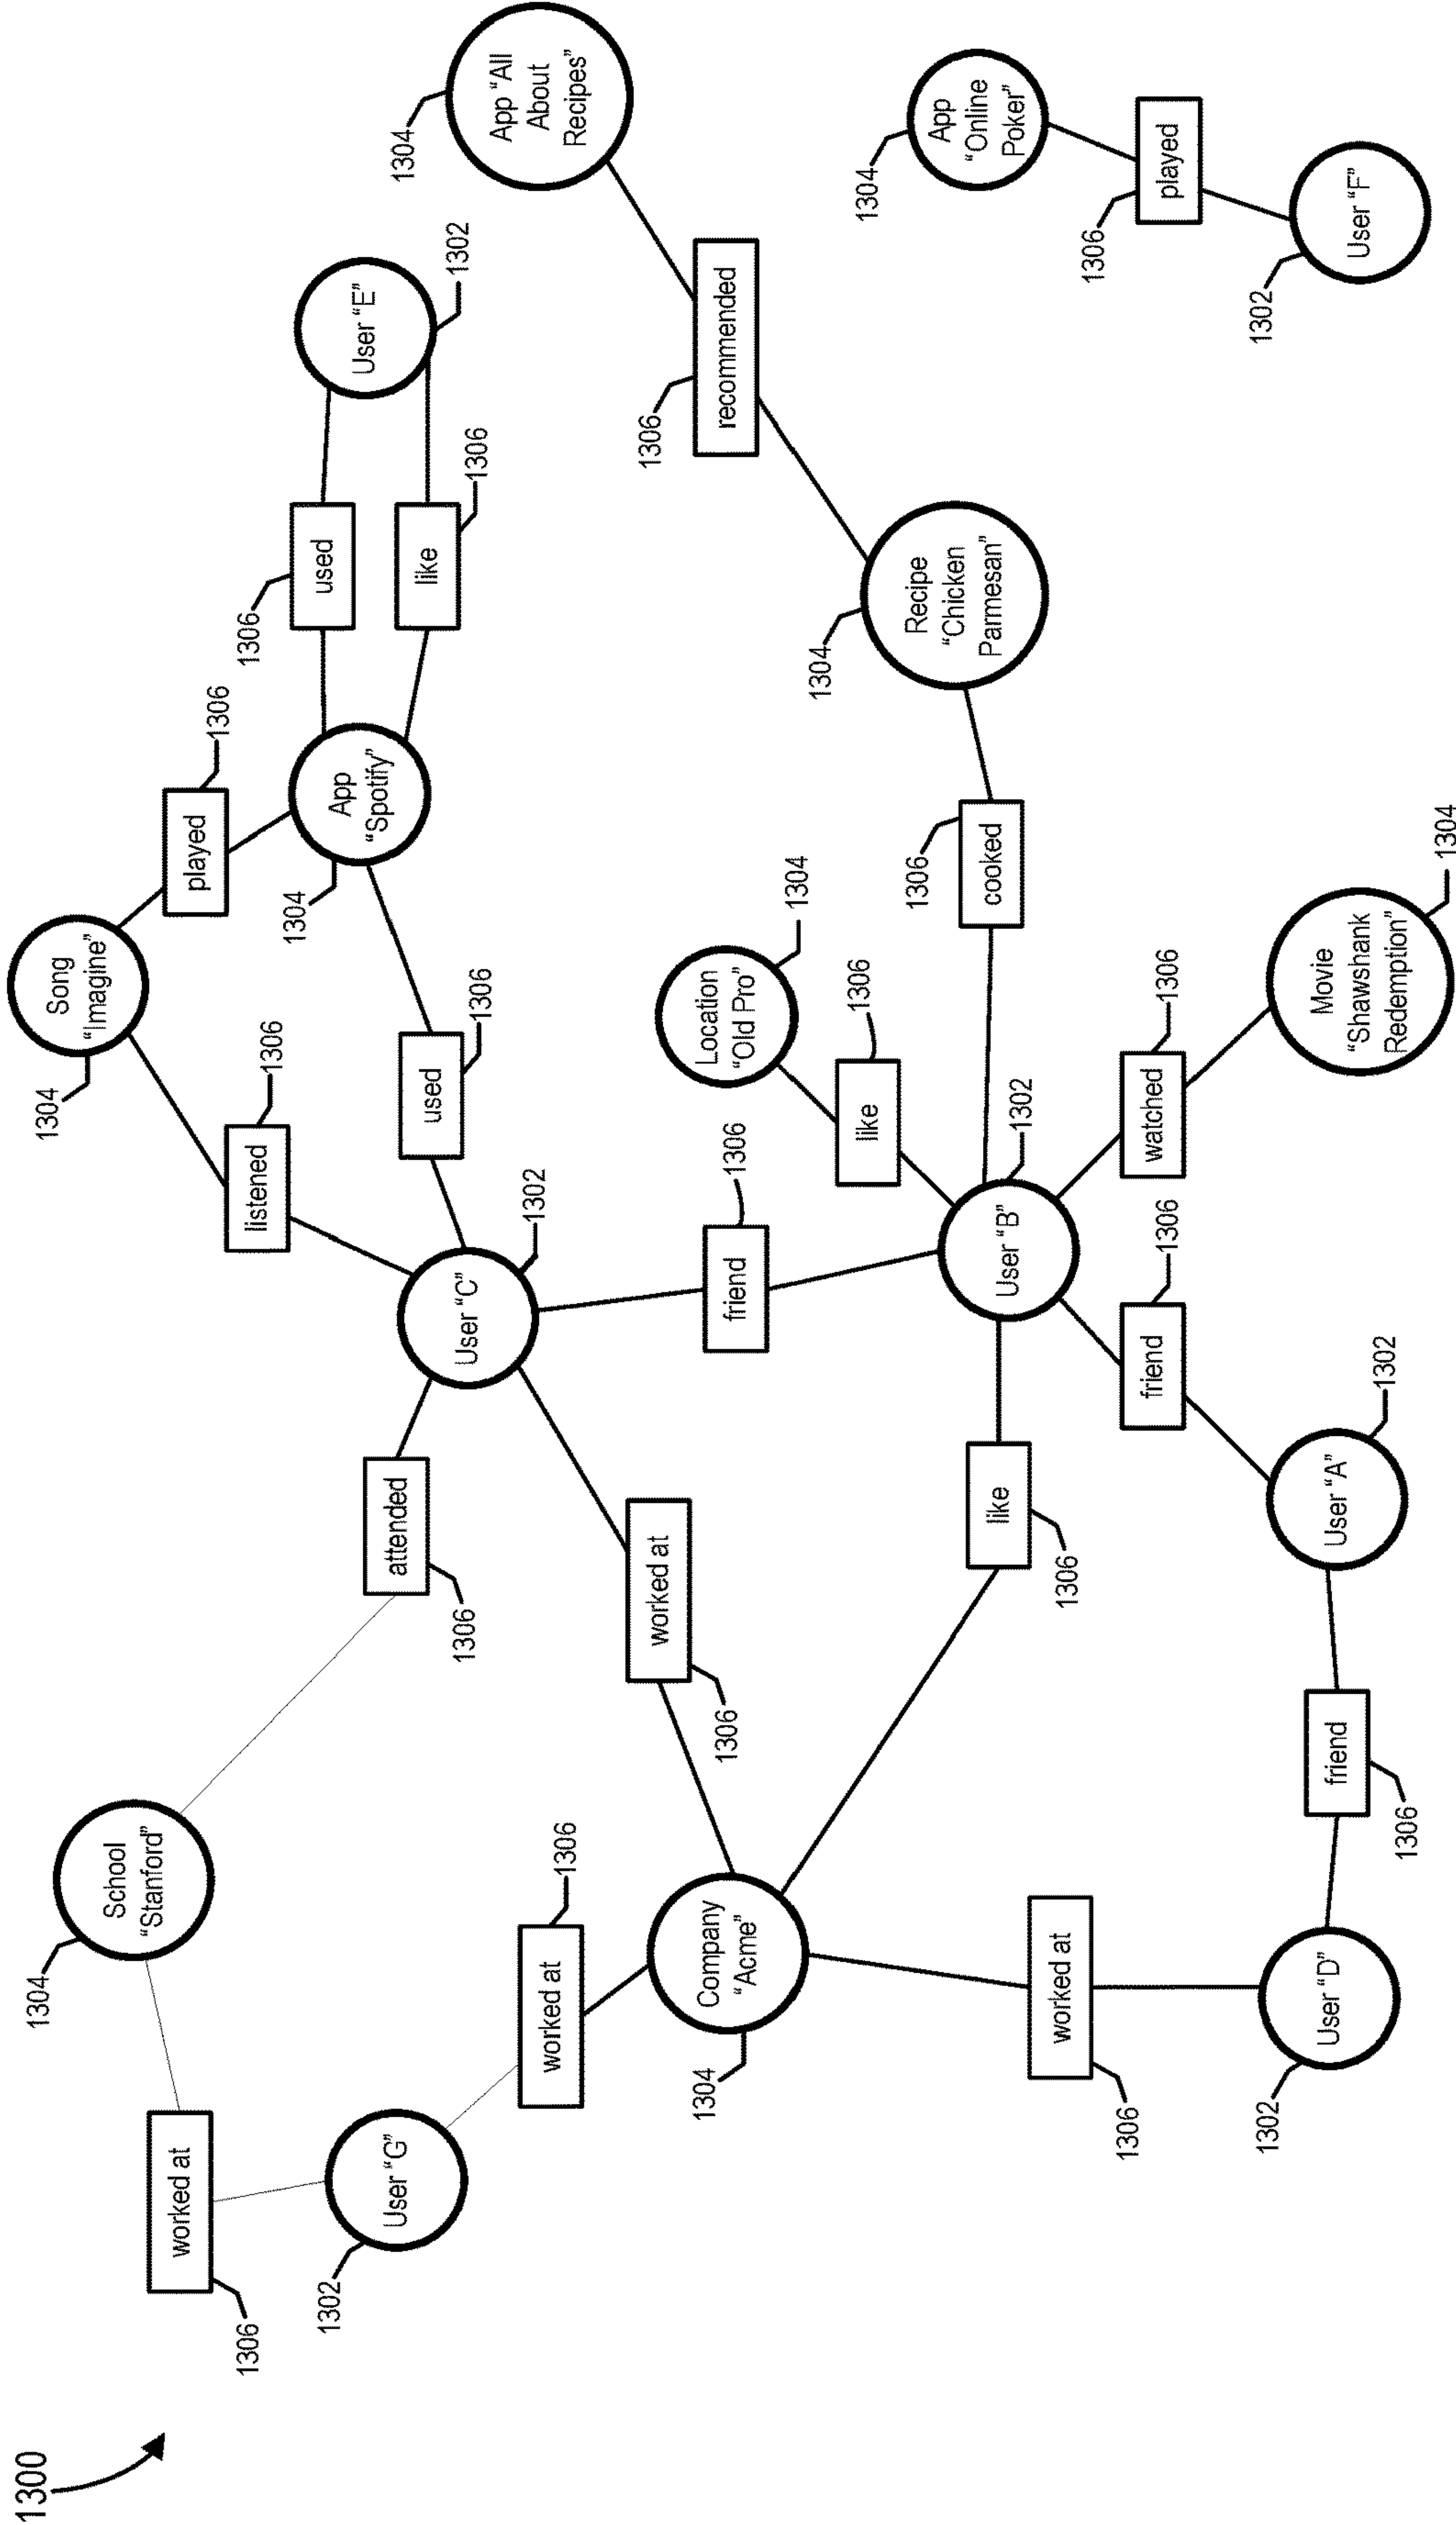 1300
1304
School
"Stanford"
1304
Song
"Imagine"
1304
worked at
1306
played
1306
listened
1306
1306
used
1306
User "E"
1302
User "G"
1302
attended
1306
App
"Spotify"
1304
like
1306
used
1306
User "C"
1302
App "All
About
Recipes"
1304
worked at
1306
worked at
1306
Company
"Acme"
1304
friend
1306
Location
"Old Pro"
1304
recommended
1306
like
1306
Recipe
"Chicken
Parmesan"
1304
App
"Online
Poker"
1304
like
1306
User "B"
1302
cooked
1306
worked at
1306
friend
1306
watched
1306
played
1306
User "D"
1302
friend
1306
User "A"
1302
Movie
"Shawshank
Redemption"
1304
User "F"
1302